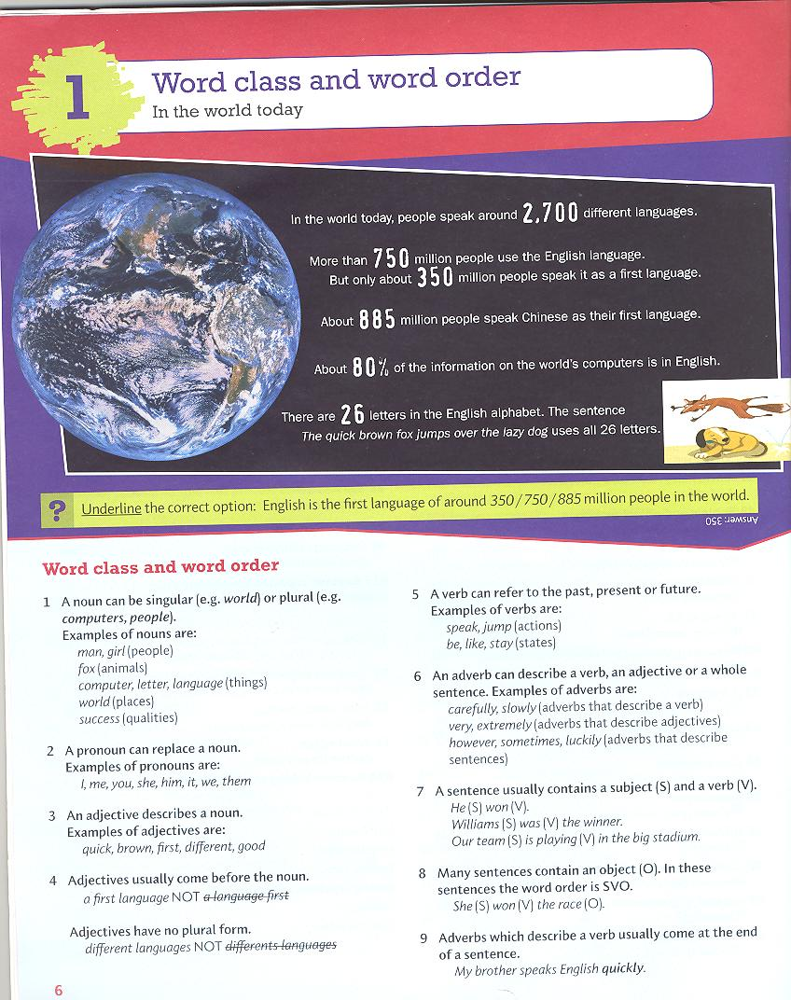 1
Word class and word order
In the world today
In the world today, people speak around 2,700 different languages.
More than 750 million people use the English language.
But only about 350 million people speak it as a first language.
About 885 million people speak Chinese as their first language.
About 80% of the information on the world's computers is in English.
There are 26 letters in the English alphabet. The sentence
The quick brown fox jumps over the lazy dog uses all 26 letters.
? Underline the correct option: English is the first language of around 350/750/885 million people in the world.
Answer: 350
Word class and word order
1 A noun can be singular (e.g. world) or plural (e.g.
computers, people).
Examples of nouns are:
man, girl (people)
fox (animals)
computer, letter, language (things)
world (places)
success (qualities)
2 A pronoun can replace a noun.
Examples of pronouns are:
I, me, you, she, him, it, we, them
3 An adjective describes a noun.
Examples of adjectives are:
quick, brown, first, different, good
4 Adjectives usually come before the noun.
a first language NOT a language first
Adjectives have no plural form.
different languages NOT differents languages
5 A verb can refer to the past, present or future.
Examples of verbs are:
speak, jump (actions)
be, like, stay (states)
6 An adverb can describe a verb, an adjective or a whole
sentence. Examples of adverbs are:
carefully, slowly (adverbs that describe a verb)
very, extremely (adverbs that describe adjectives)
however, sometimes, luckily (adverbs that describe
sentences)
7 A sentence usually contains a subject (S) and a verb (V).
He (S) won (V).
Williams (S) was (V) the winner.
Our team (S) is playing (V) in the big stadium.
8 Many sentences contain an object (O). In these
sentences the word order is SVO.
She (S) won (V) the race (O).
9 Adverbs which describe a verb usually come at the end
of a sentence.
My brother speaks English quickly.
6